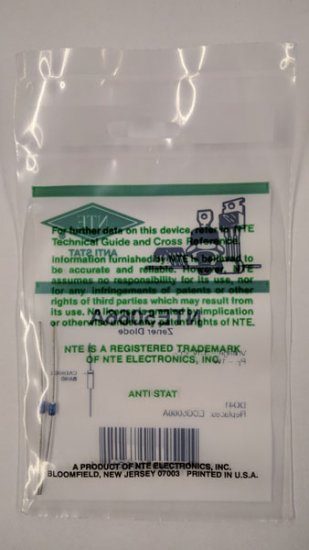 NTE
ANTI STAT
For further data on this device refer to NTE
Technical Guide and Cross Reference.
Information furnished by NTE is believed to
be accurate and reliable. However, NTE
assumes no responsibility for its use, nor
for any infringements of patents or other
rights of third parties which may result from
its use. No license is granted by implication
or otherwise under any patent rights of NTE.
NTE5066A
Zener Diode
NTE IS A REGISTERED TRADEMARK
OF NTE ELECTRONICS, INC.
CATHODE
BAND
ANTI STAT
DO41
Replaces
A PRODUCT OF NTE ELECTRONICS, INC.
BLOOMFIELD, NEW JERSEY 07003 PRINTED IN U.S.A.